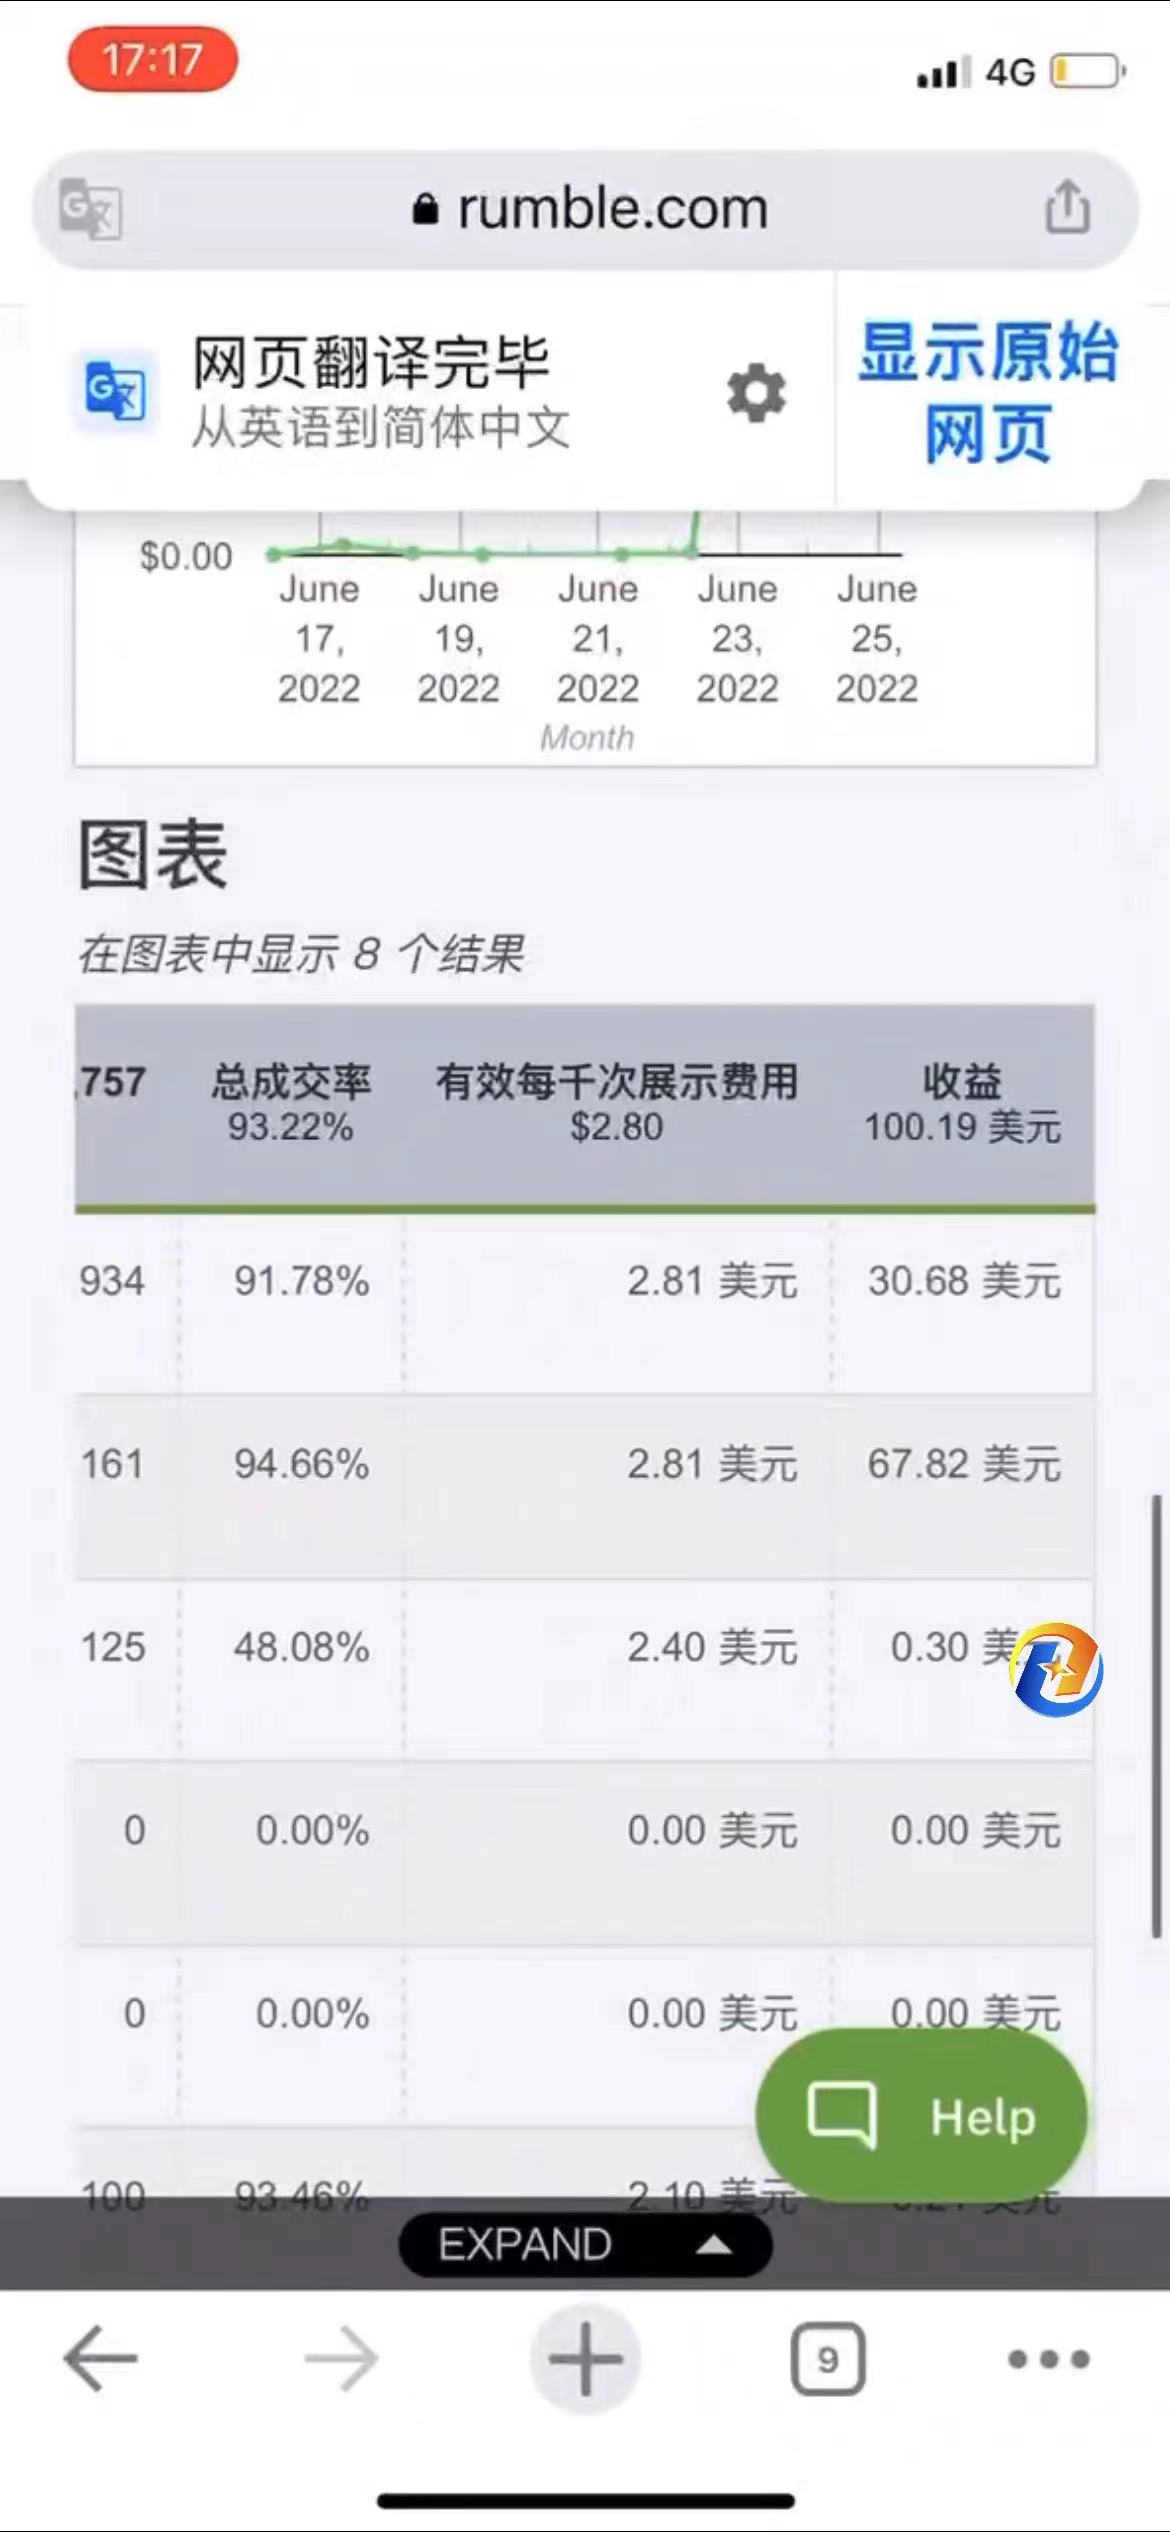 17:17
4G
rumble.com
网页翻译完毕
从英语到简体中文
显示原始
网页
$0.00
June June June June June
17, 19, 21, 23, 25,
2022 2022 2022 2022 2022
Month
图表
在图表中显示 8 个结果
,757 总成交率 有效每千次展示费用 收益
93.22% $2.80 100.19 美元
934 91.78% 2.81 美元 30.68 美元
161 94.66% 2.81 美元 67.82 美元
125 48.08% 2.40 美元 0.30 美
0 0.00% 0.00 美元 0.00 美元
0 0.00% 0.00 美元 0.00 美元
Help
100 93.46% 2.10 美元
EXPAND
9